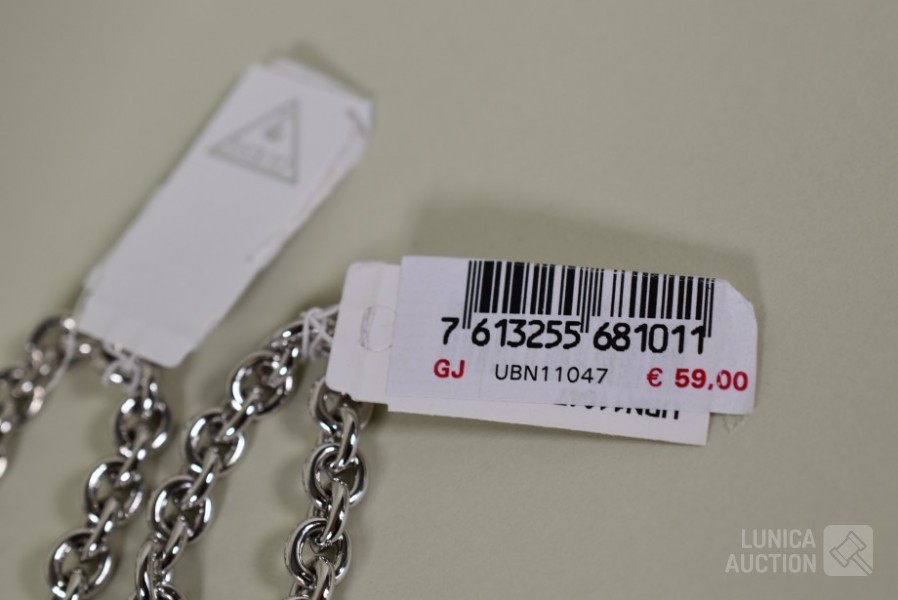 7 613255 681011
GJ UBN11047 € 59.00
LUNICA
AUCTION